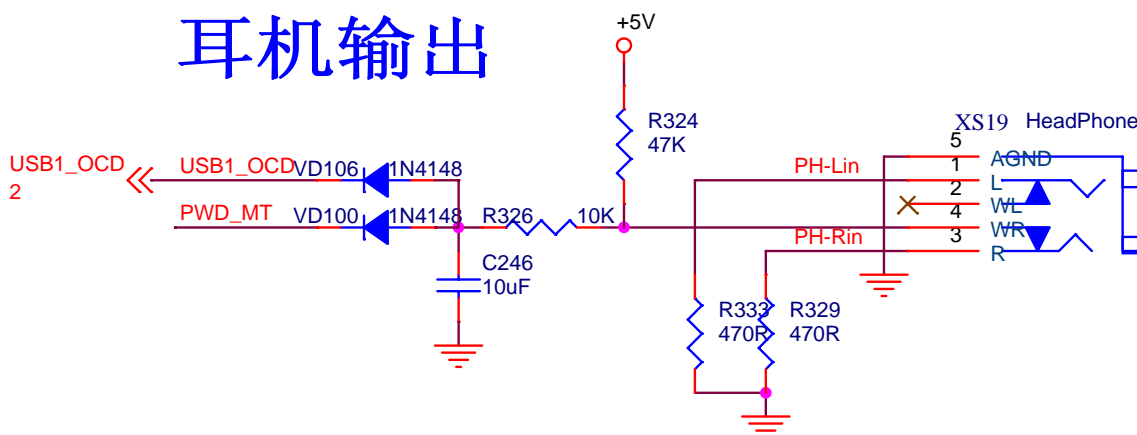 耳机输出
+5V
R324
47K
XS19 HeadPhone
USB1_OCD
2
USB1_OCD
VD106
1N4148
PWD_MT
VD100
1N4148
R326
10K
C246
10uF
PH-Lin
PH-Rin
5
1
2
4
3
AGND
L
WL
WR
R
R333
470R
R329
470R